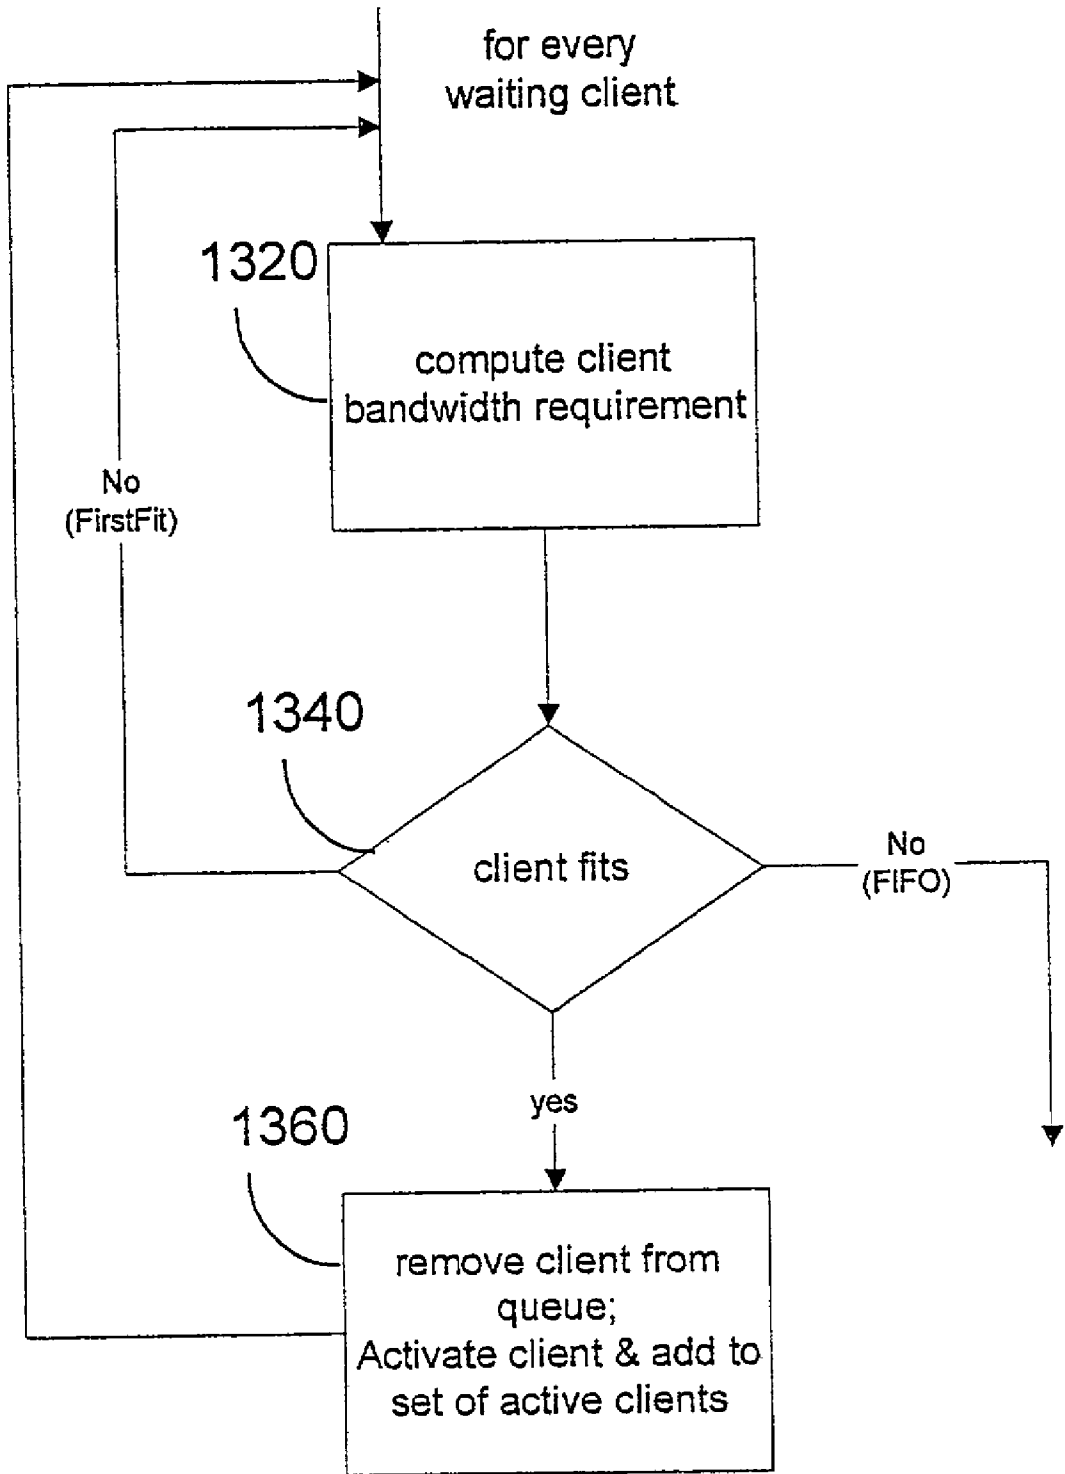 for every
waiting client
1320
compute client
bandwidth requirement
No
(FirstFit)
1340
client fits
No
(FIFO)
yes
1360
remove client from
queue;
Activate client & add to
set of active clients